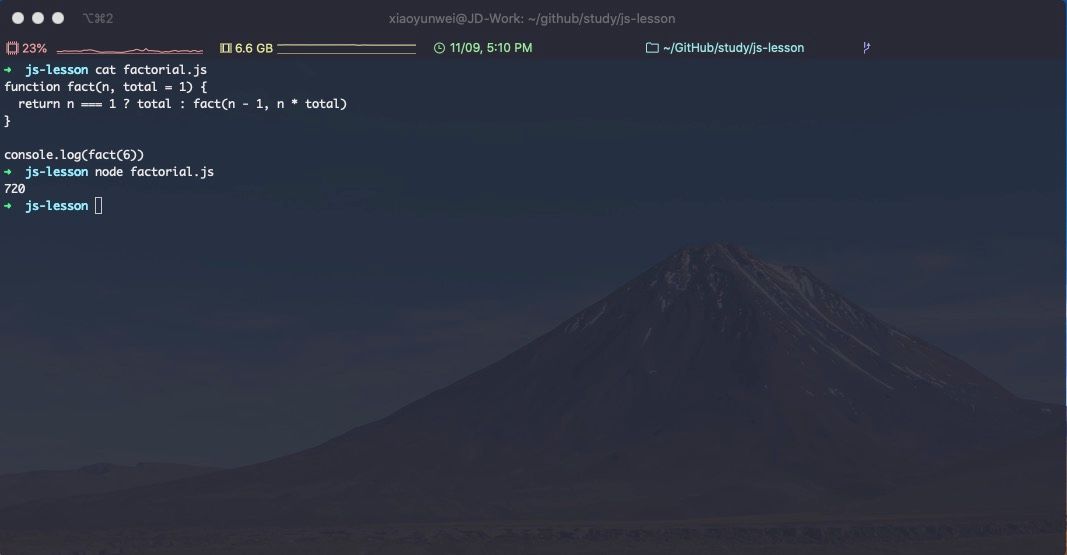 ⌥⌘2
xiaoyunwei@JD-Work: ~/github/study/js-lesson
23% 6.6 GB 11/09, 5:10 PM ~/GitHub/study/js-lesson
➜ js-lesson cat factorial.js
function fact(n, total = 1) {
  return n === 1 ? total : fact(n - 1, n * total)
}
console.log(fact(6))
➜ js-lesson node factorial.js
720
➜ js-lesson